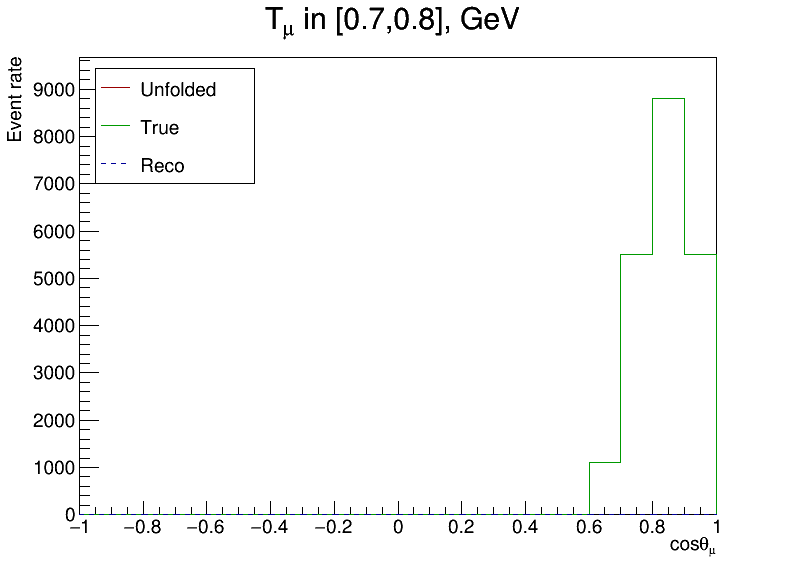 Tμ in [0.7,0.8], GeV
Event rate
Unfolded
True
Reco
9000
8000
7000
6000
5000
4000
3000
2000
1000
0
−1 −0.8 −0.6 −0.4 −0.2 0 0.2 0.4 0.6 0.8 1
cosθμ